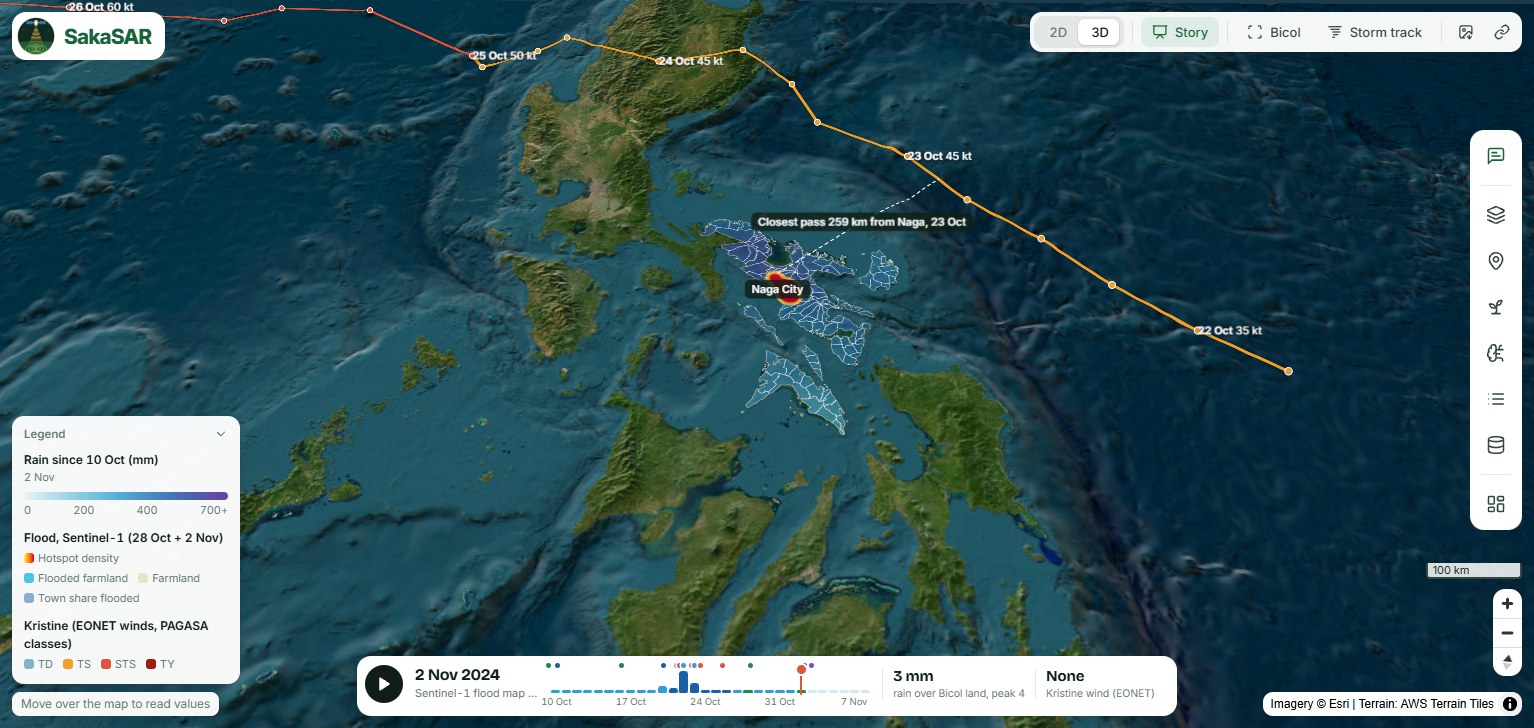 26 Oct 60 kt
SakaSAR
2D
3D
Story
Bicol
Storm track
25 Oct 50 kt
24 Oct 45 kt
23 Oct 45 kt
Closest pass 259 km from Naga, 23 Oct
Naga City
22 Oct 35 kt
Legend
Rain since 10 Oct (mm)
2 Nov
0 200 400 700+
Flood, Sentinel-1 (28 Oct + 2 Nov)
Hotspot density
Flooded farmland Farmland
Town share flooded
Kristine (EONET winds, PAGASA
classes)
TD TS STS TY
Move over the map to read values
100 km
2 Nov 2024
Sentinel-1 flood map ...
10 Oct 17 Oct 24 Oct 31 Oct 7 Nov
3 mm
rain over Bicol land, peak 4
None
Kristine wind (EONET)
Imagery © Esri | Terrain: AWS Terrain Tiles